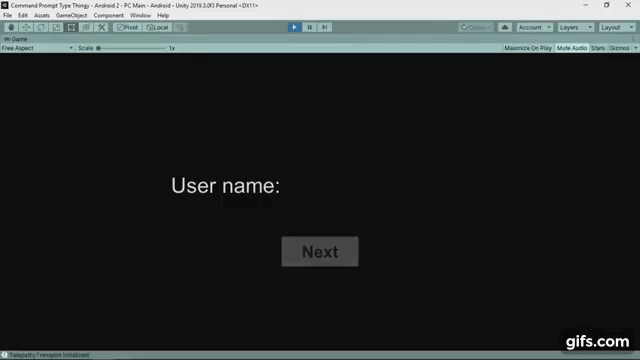 Command Prompt Type Thingy - Android 2 - PC Main - Android - Unity 2019.3.0f3 Personal <DX11>
File Edit Assets GameObject Component Window Help
Pivot Local Account Layers Layout
Game
Free Aspect Scale 1x Maximize On Play Mute Audio Stats Gizmos
User name:
Next
TelepathyTransport initialized!
gifs.com